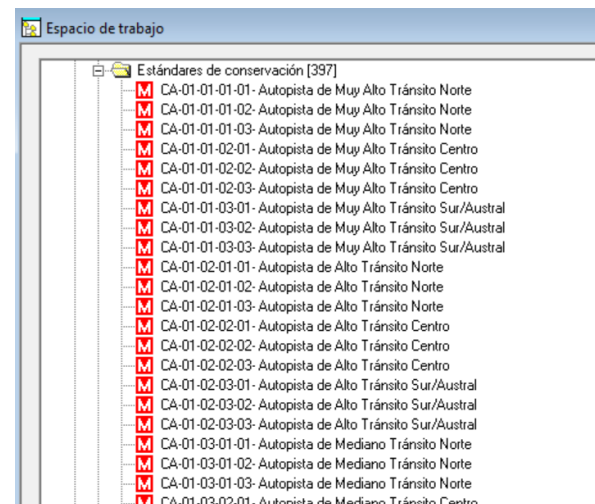 Espacio de trabajo
Estándares de conservación [397]
M CA-01-01-01-01- Autopista de Muy Alto Tránsito Norte
M CA-01-01-01-02- Autopista de Muy Alto Tránsito Norte
M CA-01-01-01-03- Autopista de Muy Alto Tránsito Norte
M CA-01-01-02-01- Autopista de Muy Alto Tránsito Centro
M CA-01-01-02-02- Autopista de Muy Alto Tránsito Centro
M CA-01-01-02-03- Autopista de Muy Alto Tránsito Centro
M CA-01-01-03-01- Autopista de Muy Alto Tránsito Sur/Austral
M CA-01-01-03-02- Autopista de Muy Alto Tránsito Sur/Austral
M CA-01-01-03-03- Autopista de Muy Alto Tránsito Sur/Austral
M CA-01-02-01-01- Autopista de Alto Tránsito Norte
M CA-01-02-01-02- Autopista de Alto Tránsito Norte
M CA-01-02-01-03- Autopista de Alto Tránsito Norte
M CA-01-02-02-01- Autopista de Alto Tránsito Centro
M CA-01-02-02-02- Autopista de Alto Tránsito Centro
M CA-01-02-02-03- Autopista de Alto Tránsito Centro
M CA-01-02-03-01- Autopista de Alto Tránsito Sur/Austral
M CA-01-02-03-02- Autopista de Alto Tránsito Sur/Austral
M CA-01-02-03-03- Autopista de Alto Tránsito Sur/Austral
M CA-01-03-01-01- Autopista de Mediano Tránsito Norte
M CA-01-03-01-02- Autopista de Mediano Tránsito Norte
M CA-01-03-01-03- Autopista de Mediano Tránsito Norte
M CA-01-03-02-01- Autopista de Mediano Tránsito Centro